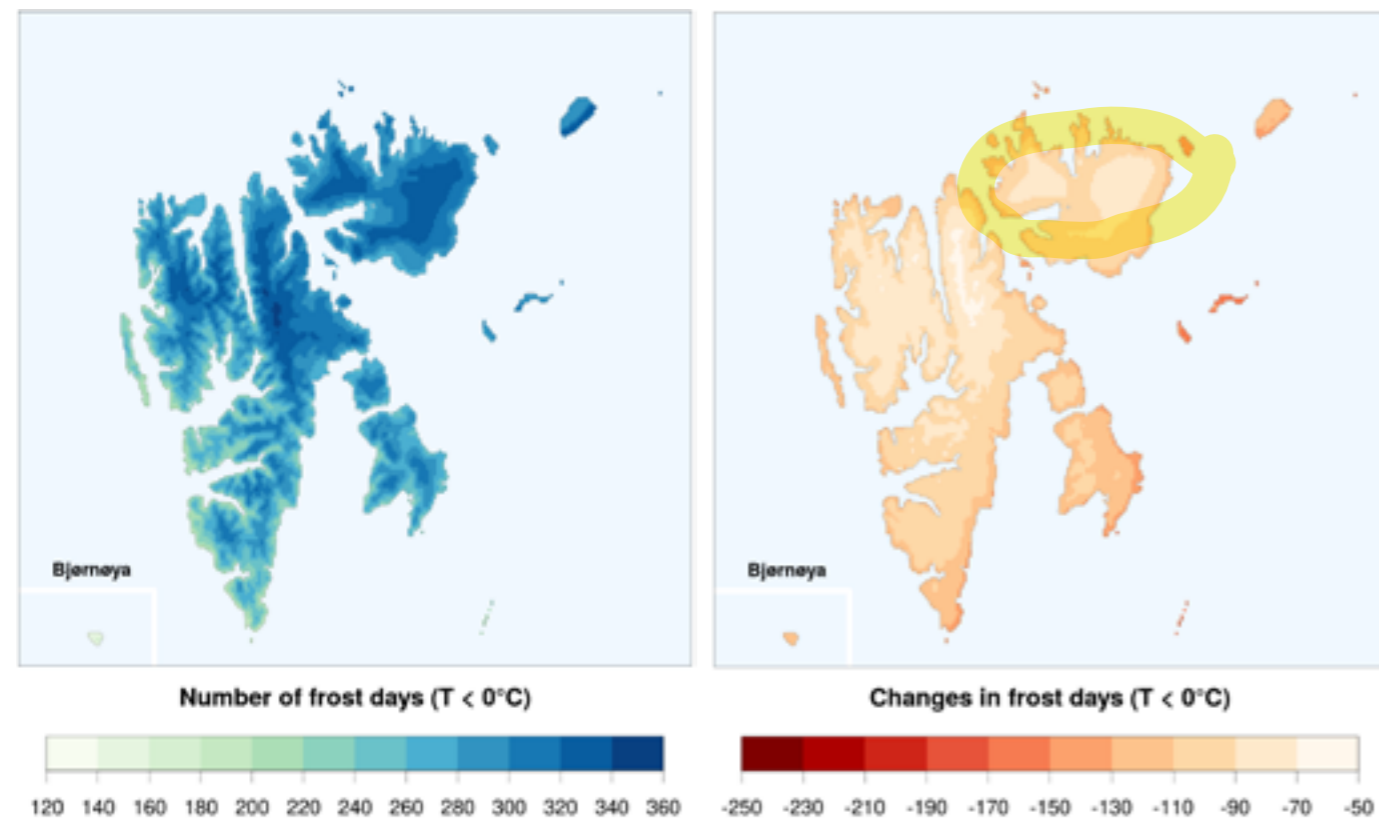 Bjørnøya
Number of frost days (T < 0°C)
120 140 160 180 200 220 240 260 280 300 320 340 360
Bjørnøya
Changes in frost days (T < 0°C)
-250 -230 -210 -190 -170 -150 -130 -110 -90 -70 -50